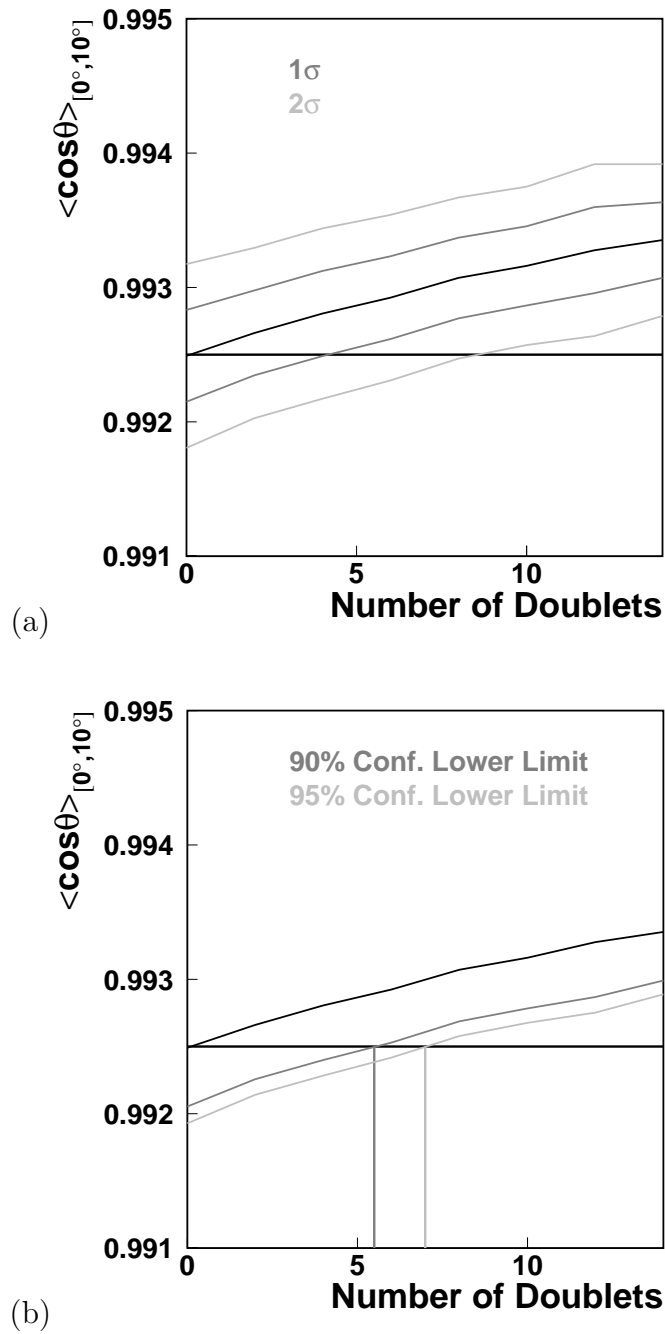 0.995
0.994
0.993
0.992
0.991
<cosθ>[0°,10°]
1σ
2σ
0
5
10
Number of Doublets
(a)
0.995
0.994
0.993
0.992
0.991
<cosθ>[0°,10°]
90% Conf. Lower Limit
95% Conf. Lower Limit
0
5
10
Number of Doublets
(b)